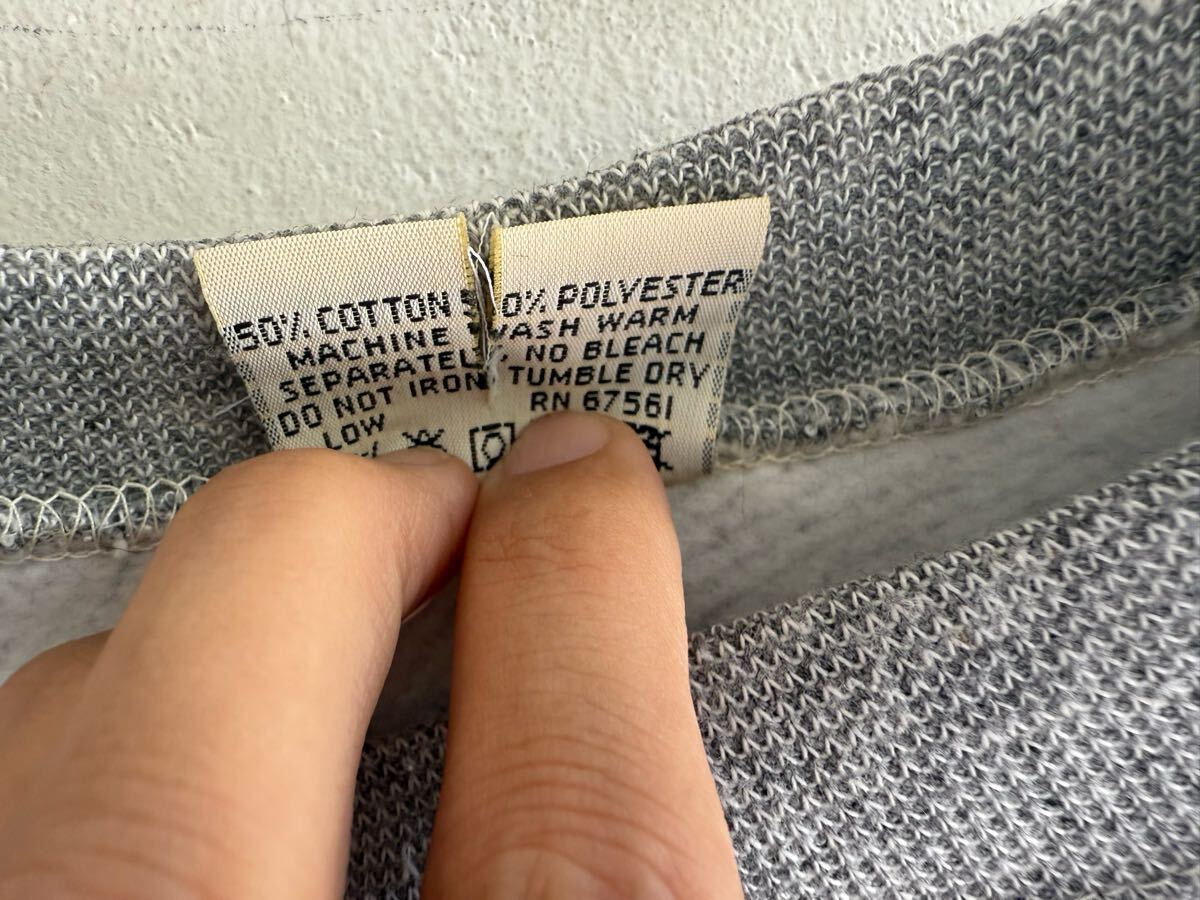 50% COTTON 50% POLYESTER
MACHINE WASH WARM
SEPARATELY, NO BLEACH
DO NOT IRON TUMBLE DRY
LOW RN 67561